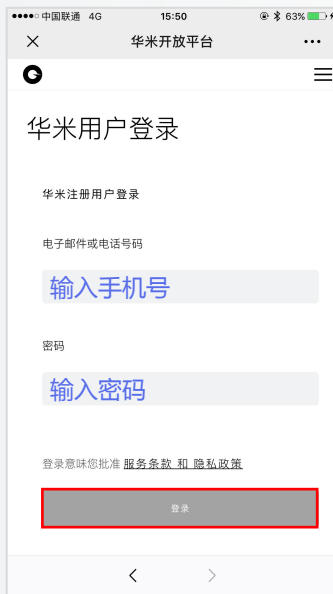 中国联通 4G 15:50 63%
华米开放平台
华米用户登录
华米注册用户登录
电子邮件或电话号码
输入手机号
密码
输入密码
登录意味您批准 服务条款 和 隐私政策
登录